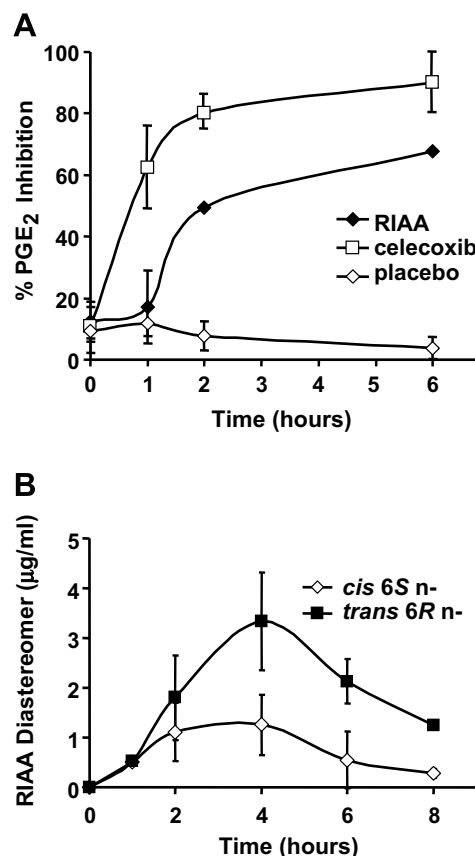 A
% PGE2 Inhibition
100
80
60
40
20
0
RIAA
celecoxib
placebo
0 1 2 3 4 5 6
Time (hours)
B
RIAA Diastereomer (µg/ml)
5
4
3
2
1
0
cis 6S n-
trans 6R n-
0 2 4 6 8
Time (hours)